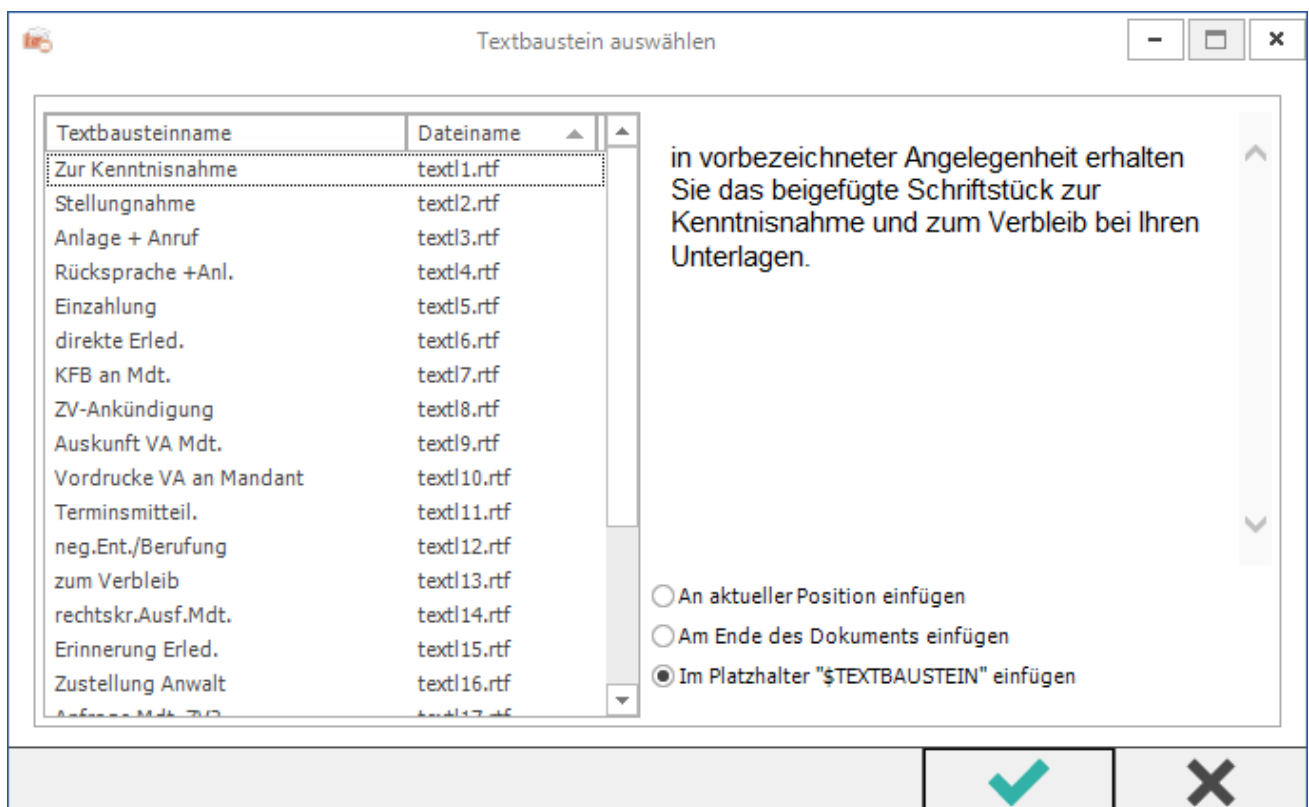 Textbaustein auswählen
Textbausteinname Dateiname
Zur Kenntnisnahme textl1.rtf
Stellungnahme textl2.rtf
Anlage + Anruf textl3.rtf
Rücksprache +Anl. textl4.rtf
Einzahlung textl5.rtf
direkte Erled. textl6.rtf
KFB an Mdt. textl7.rtf
ZV-Ankündigung textl8.rtf
Auskunft VA Mdt. textl9.rtf
Vordrucke VA an Mandant textl10.rtf
Terminsmitteil. textl11.rtf
neg.Ent./Berufung textl12.rtf
zum Verbleib textl13.rtf
rechtskr.Ausf.Mdt. textl14.rtf
Erinnerung Erled. textl15.rtf
Zustellung Anwalt textl16.rtf
Anfrage Mdt. ZV? textl17.rtf
in vorbezeichneter Angelegenheit erhalten
Sie das beigefügte Schriftstück zur
Kenntnisnahme und zum Verbleib bei Ihren
Unterlagen.
An aktueller Position einfügen
Am Ende des Dokuments einfügen
Im Platzhalter "$TEXTBAUSTEIN" einfügen